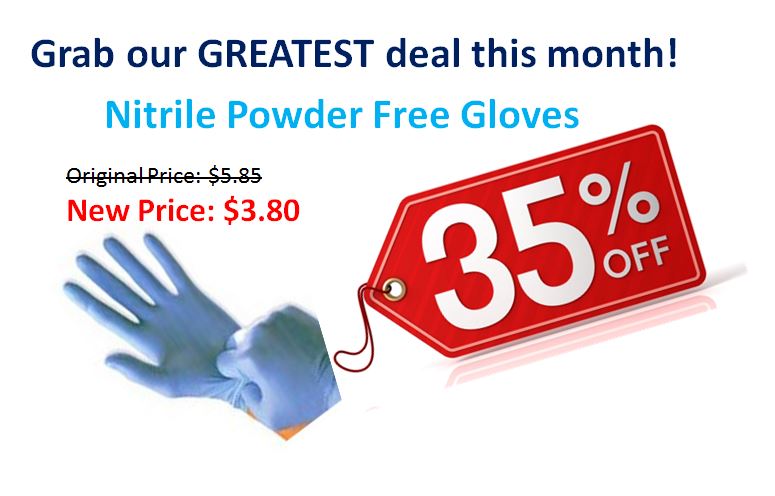 Grab our GREATEST deal this month!
Nitrile Powder Free Gloves
Original Price: $5.85
New Price: $3.80
35%
OFF